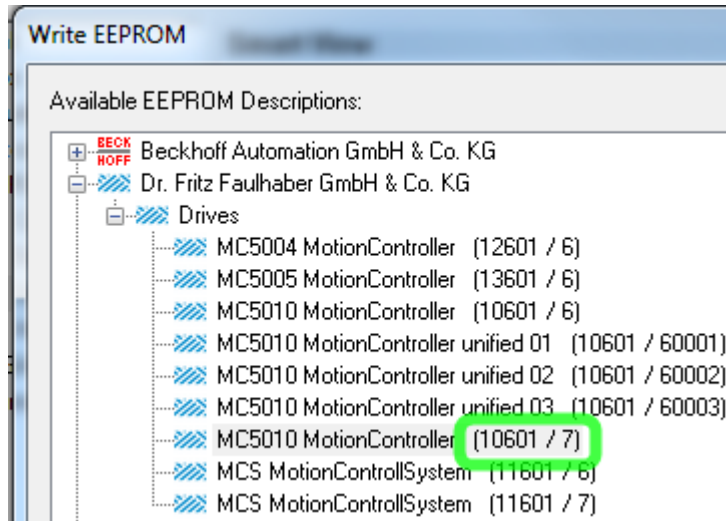 Write EEPROM
Available EEPROM Descriptions:
BECK
HOFF Beckhoff Automation GmbH & Co. KG
Dr. Fritz Faulhaber GmbH & Co. KG
Drives
MC5004 MotionController (12601 / 6)
MC5005 MotionController (13601 / 6)
MC5010 MotionController (10601 / 6)
MC5010 MotionController unified 01 (10601 / 60001)
MC5010 MotionController unified 02 (10601 / 60002)
MC5010 MotionController unified 03 (10601 / 60003)
MC5010 MotionController (10601 / 7)
MCS MotionControllSystem (11601 / 6)
MCS MotionControllSystem (11601 / 7)